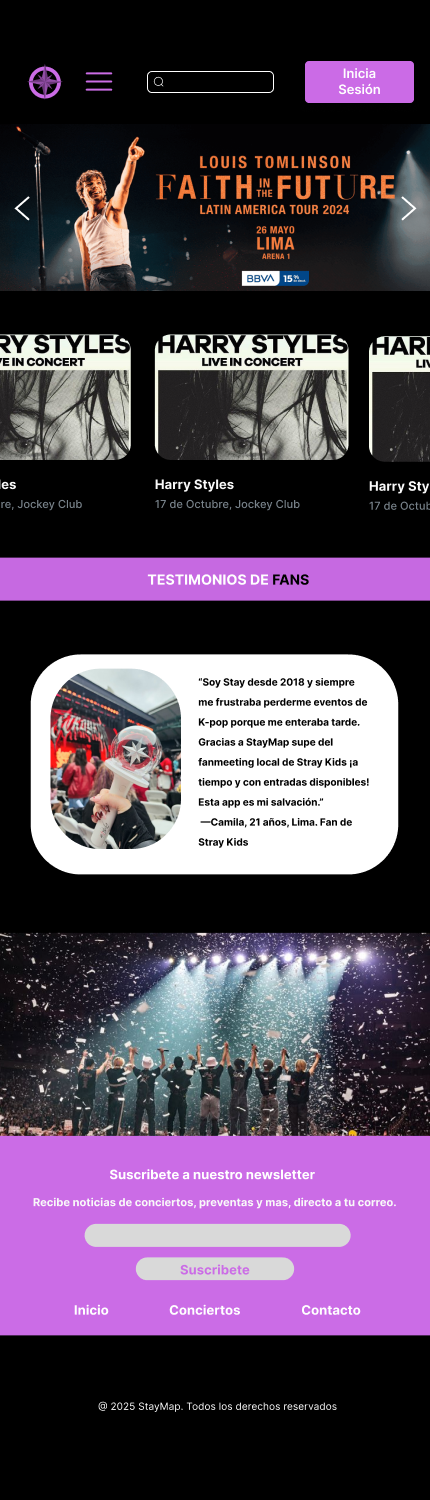 Inicia
Sesión
LOUIS TOMLINSON
FAITH IN THE FUTURE
LATIN AMERICA TOUR 2024
26 MAYO
LIMA
ARENA 1
BBVA 15%
HARRY STYLES
VE IN CONCERT
HARRY STYLES
LIVE IN CONCERT
HARR
LIV
les
re, Jockey Club
Harry Styles
17 de Octubre, Jockey Club
Harry Sty
17 de Octub
TESTIMONIOS DE FANS
“Soy Stay desde 2018 y siempre
me frustraba perderme eventos de
K-pop porque me enteraba tarde.
Gracias a StayMap supe del
fanmeeting local de Stray Kids ¡a
tiempo y con entradas disponibles!
Esta app es mi salvación.”
—Camila, 21 años, Lima. Fan de
Stray Kids
Suscribete a nuestro newsletter
Recibe noticias de conciertos, preventas y mas, directo a tu correo.
Suscribete
Inicio Conciertos Contacto
@ 2025 StayMap. Todos los derechos reservados